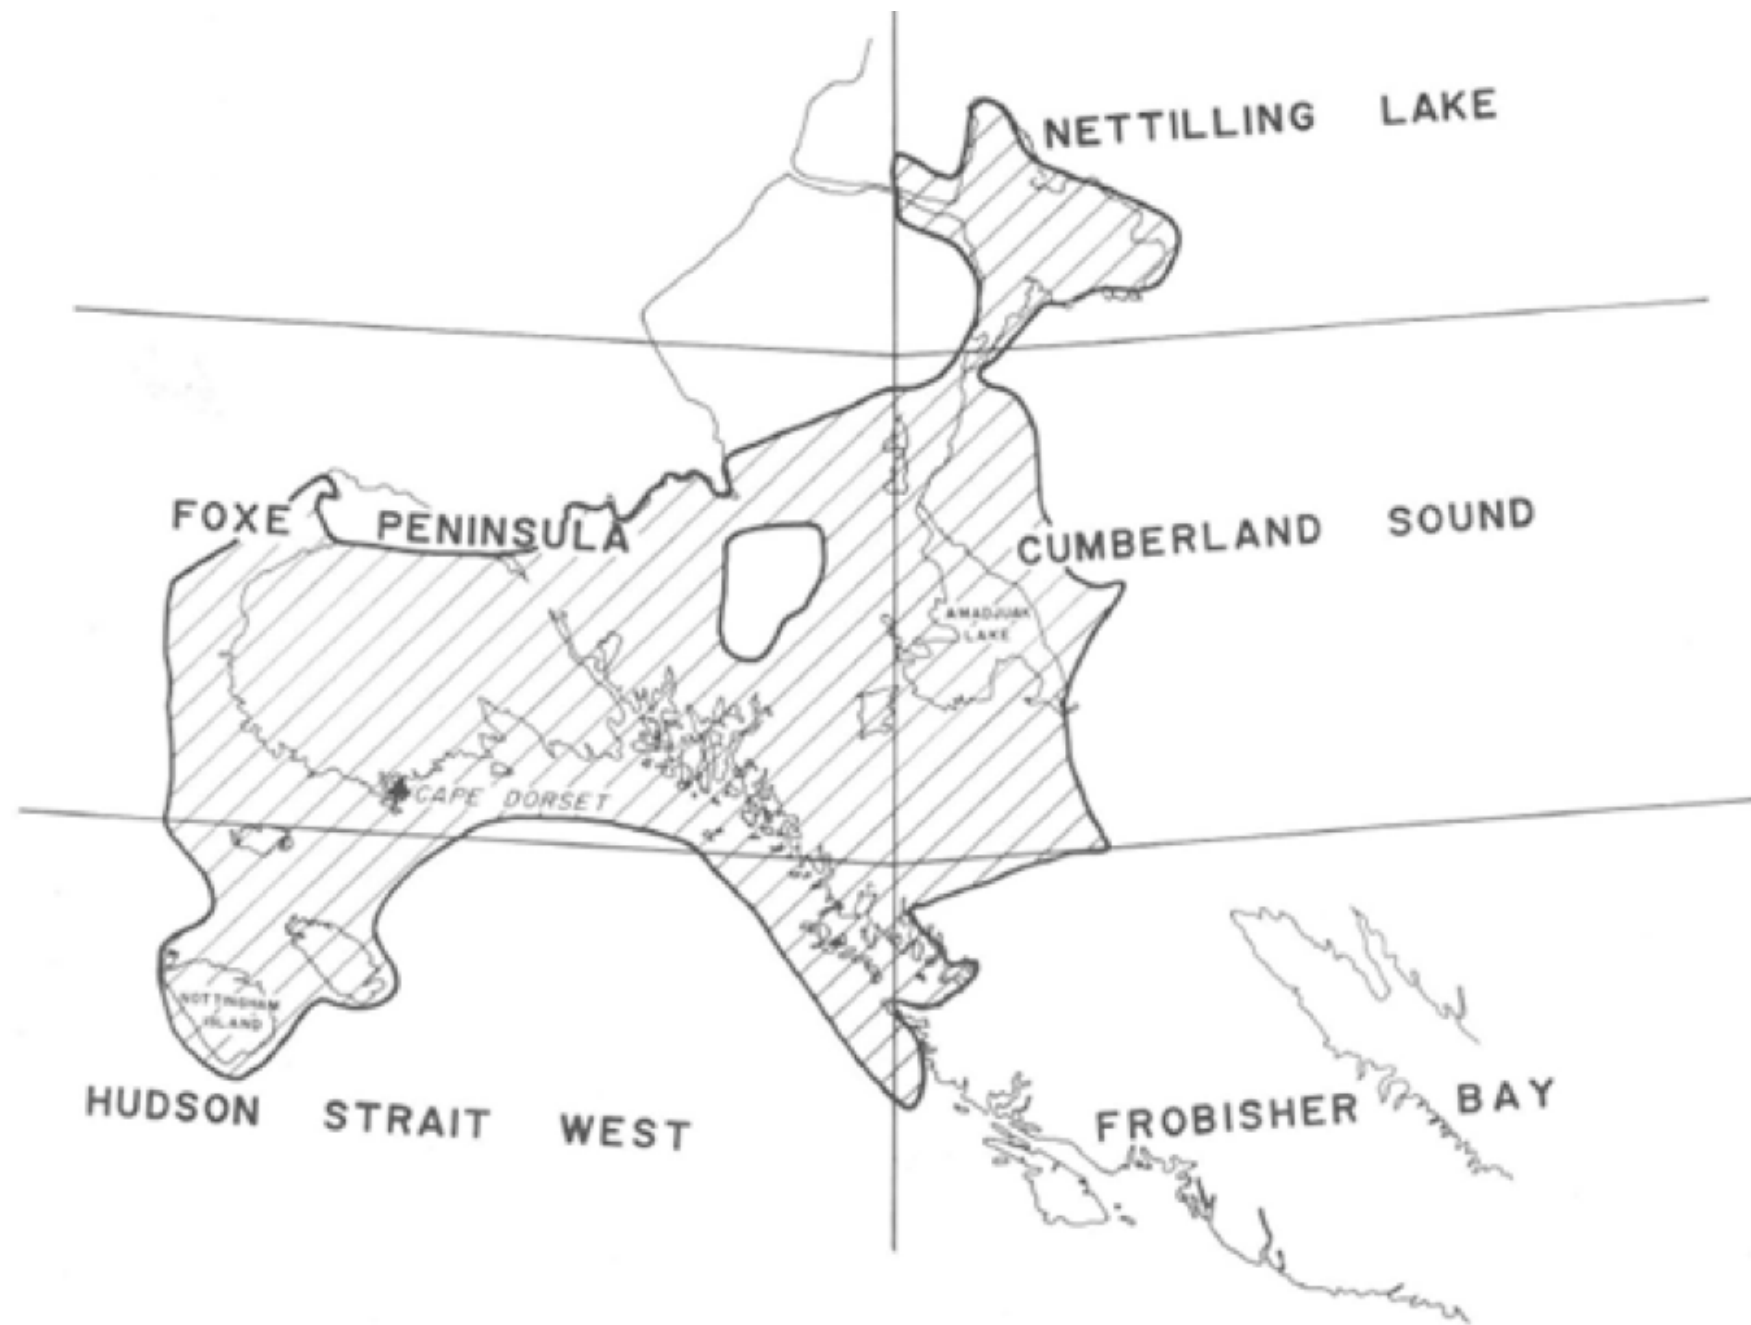 NETTILLING LAKE
FOXE PENINSULA
CUMBERLAND SOUND
AMADJUAK
LAKE
CAPE DORSET
NOTTINGHAM
ISLAND
HUDSON STRAIT WEST
FROBISHER BAY